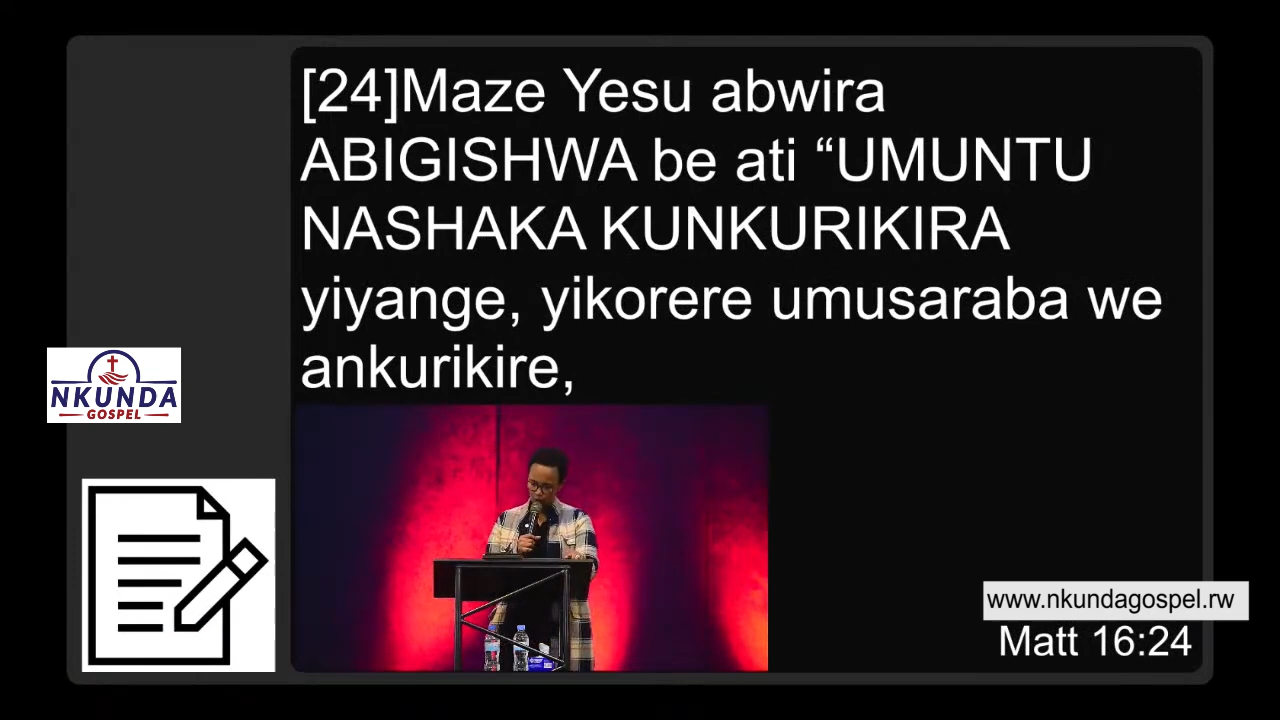 [24]Maze Yesu abwira
ABIGISHWA be ati “UMUNTU
NASHAKA KUNKURIKIRA
yiyange, yikorere umusaraba we
ankurikire,
NKUNDA
GOSPEL
www.nkundagospel.rw
Matt 16:24